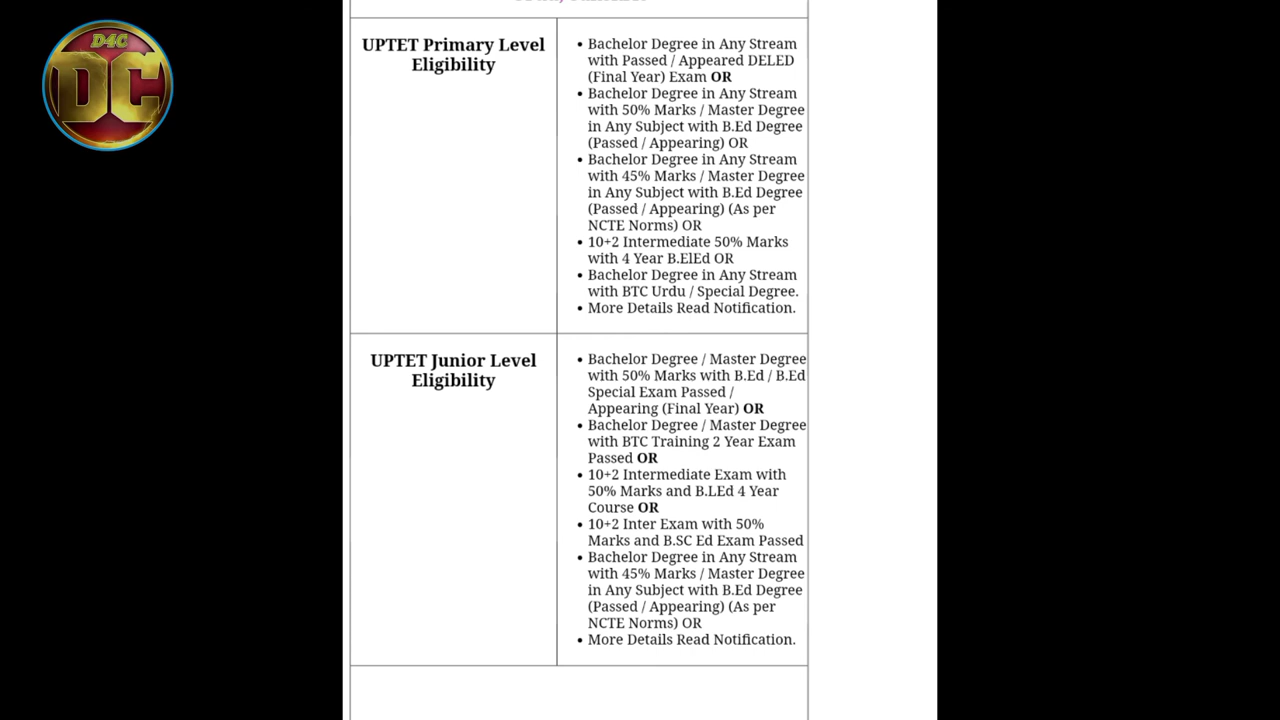 D4C
DC
UPTET Primary Level
Eligibility
• Bachelor Degree in Any Stream
with Passed / Appeared DELED
(Final Year) Exam OR
• Bachelor Degree in Any Stream
with 50% Marks / Master Degree
in Any Subject with B.Ed Degree
(Passed / Appearing) OR
• Bachelor Degree in Any Stream
with 45% Marks / Master Degree
in Any Subject with B.Ed Degree
(Passed / Appearing) (As per
NCTE Norms) OR
• 10+2 Intermediate 50% Marks
with 4 Year B.ElEd OR
• Bachelor Degree in Any Stream
with BTC Urdu / Special Degree.
• More Details Read Notification.
UPTET Junior Level
Eligibility
• Bachelor Degree / Master Degree
with 50% Marks with B.Ed / B.Ed
Special Exam Passed /
Appearing (Final Year) OR
• Bachelor Degree / Master Degree
with BTC Training 2 Year Exam
Passed OR
• 10+2 Intermediate Exam with
50% Marks and B.LEd 4 Year
Course OR
• 10+2 Inter Exam with 50%
Marks and B.SC Ed Exam Passed
• Bachelor Degree in Any Stream
with 45% Marks / Master Degree
in Any Subject with B.Ed Degree
(Passed / Appearing) (As per
NCTE Norms) OR
• More Details Read Notification.